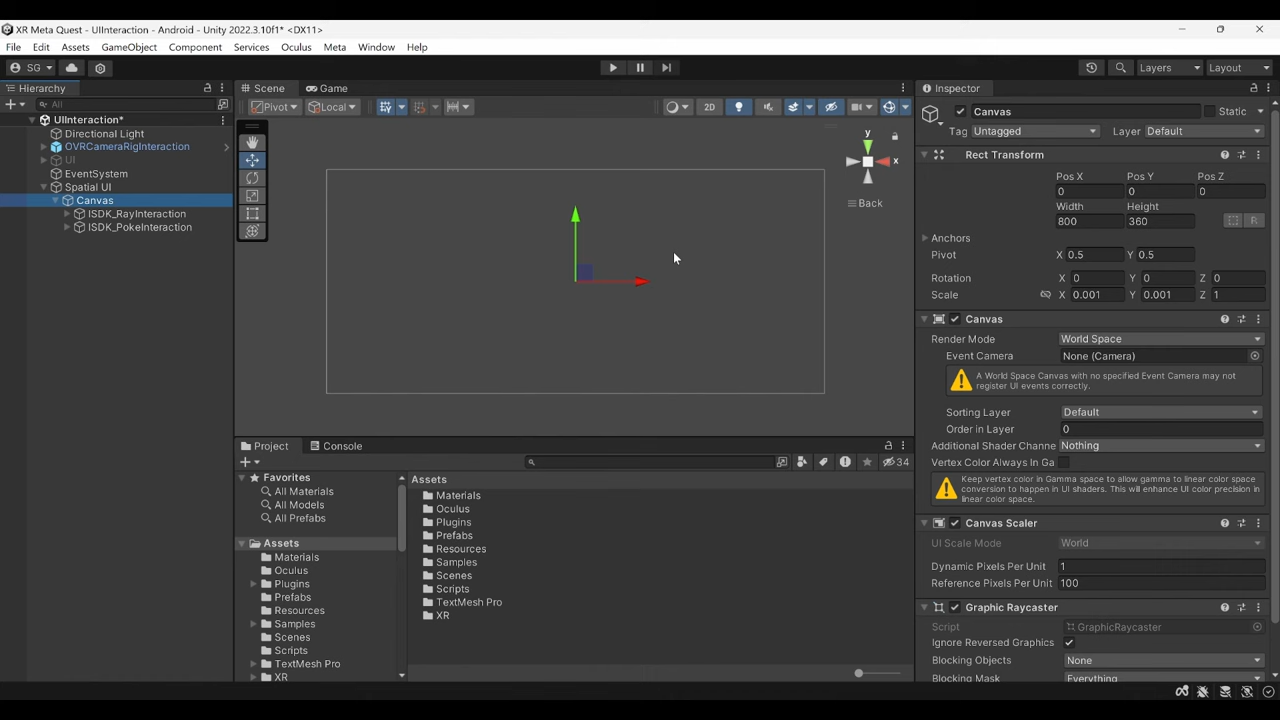 XR Meta Quest - UIInteraction - Android - Unity 2022.3.10f1* <DX11>
File Edit Assets GameObject Component Services Oculus Meta Window Help
SG Layers Layout
Hierarchy Scene Game Inspector
All Pivot Local 2D Canvas Static
UIInteraction*
Tag Untagged Layer Default
Directional Light
OVRCameraRigInteraction
UI
EventSystem
Spatial UI
Canvas
ISDK_RayInteraction
ISDK_PokeInteraction
y
x
Back
Rect Transform
Pos X Pos Y Pos Z
0 0 0
Width Height
800 360 R
Anchors
Pivot X 0.5 Y 0.5
Rotation X 0 Y 0 Z 0
Scale X 0.001 Y 0.001 Z 1
Canvas
Render Mode World Space
Event Camera None (Camera)
A World Space Canvas with no specified Event Camera may not
register UI events correctly.
Sorting Layer Default
Order in Layer 0
Additional Shader Channe Nothing
Vertex Color Always In Ga
Keep vertex color in Gamma space to allow gamma to linear color space
conversion to happen in UI shaders. This will enhance UI color precision in
linear color space.
Canvas Scaler
UI Scale Mode World
Dynamic Pixels Per Unit 1
Reference Pixels Per Unit 100
Graphic Raycaster
Script GraphicRaycaster
Ignore Reversed Graphics
Blocking Objects None
Blocking Mask Everything
Project Console
34
Favorites
All Materials
All Models
All Prefabs
Assets
Materials
Oculus
Plugins
Prefabs
Resources
Samples
Scenes
Scripts
TextMesh Pro
XR
Assets
Materials
Oculus
Plugins
Prefabs
Resources
Samples
Scenes
Scripts
TextMesh Pro
XR